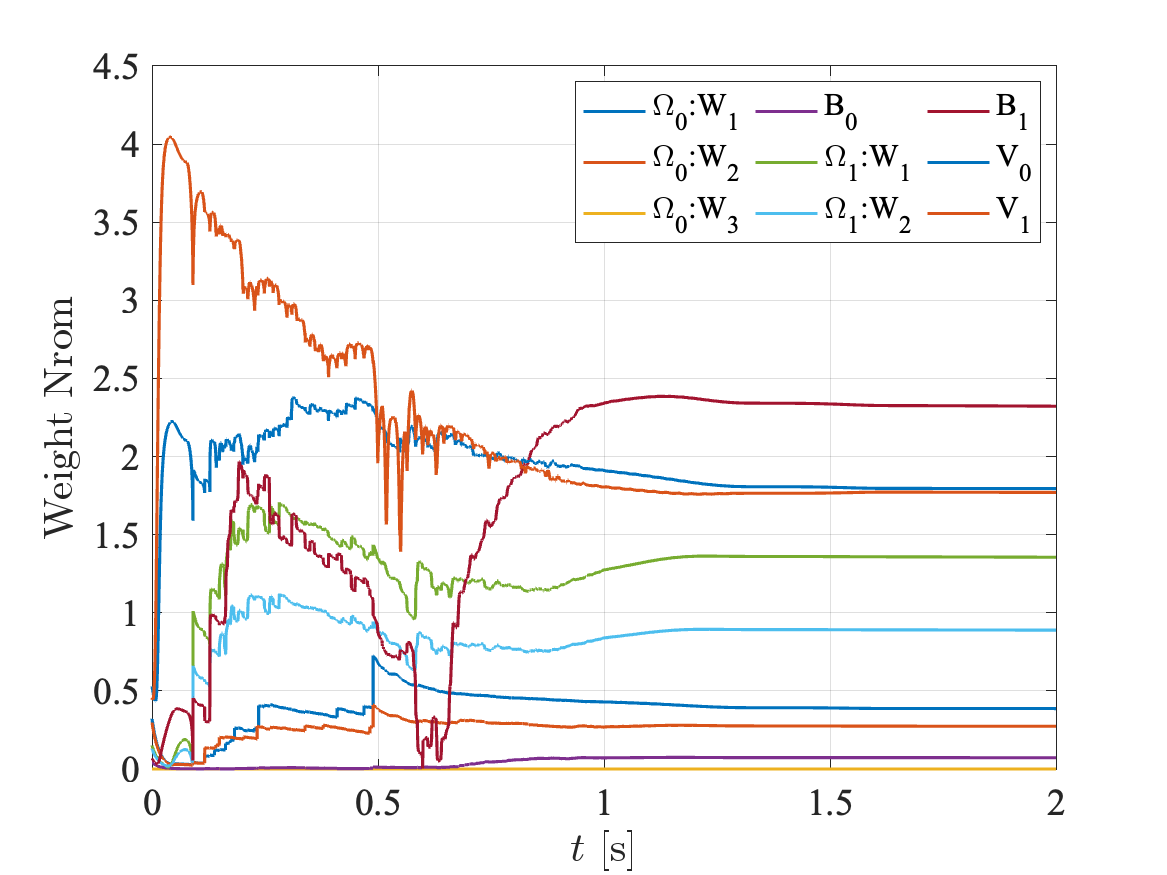 4.5
4
3.5
3
2.5
2
1.5
1
0.5
0
Weight Nrom
Ω₀:W₁ B₀ B₁
Ω₀:W₂ Ω₁:W₁ V₀
Ω₀:W₃ Ω₁:W₂ V₁
0 0.5 1 1.5 2
t [s]